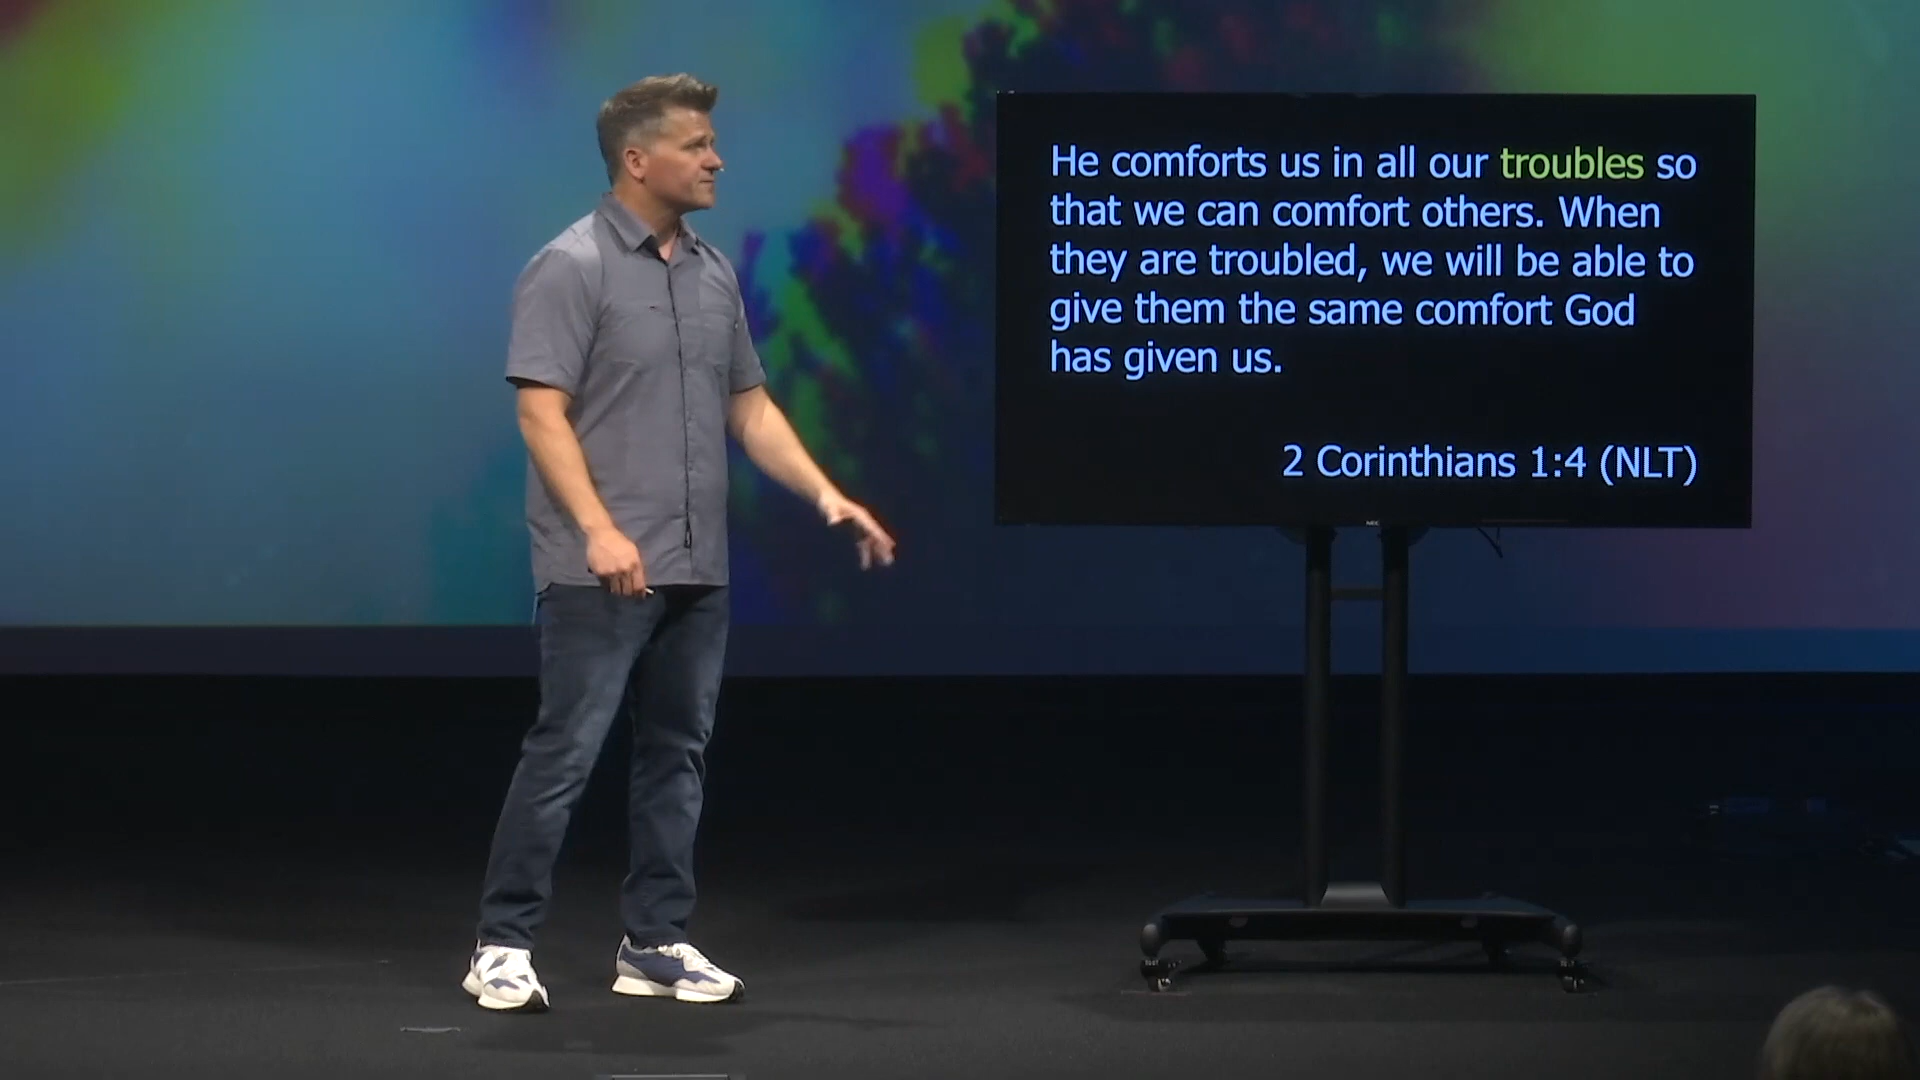 He comforts us in all our troubles so
that we can comfort others. When
they are troubled, we will be able to
give them the same comfort God
has given us.
2 Corinthians 1:4 (NLT)
NEC